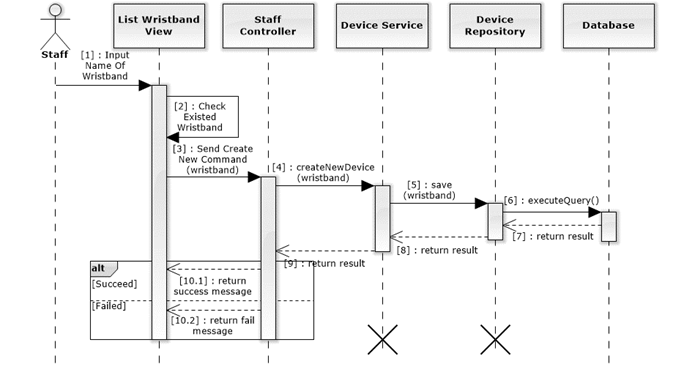 List Wristband
View
Staff
Controller
Device Service
Device
Repository
Database
Staff
[1] : Input
Name Of
Wristband
[2] : Check
Existed
Wristband
[3] : Send Create
New Command
(wristband)
[4] : createNewDevice
(wristband)
[5] : save
(wristband)
[6] : executeQuery()
[7] : return result
[8] : return result
[9] : return result
alt
[Succeed]
[10.1] : return
success message
[Failed]
[10.2] : return fail
message